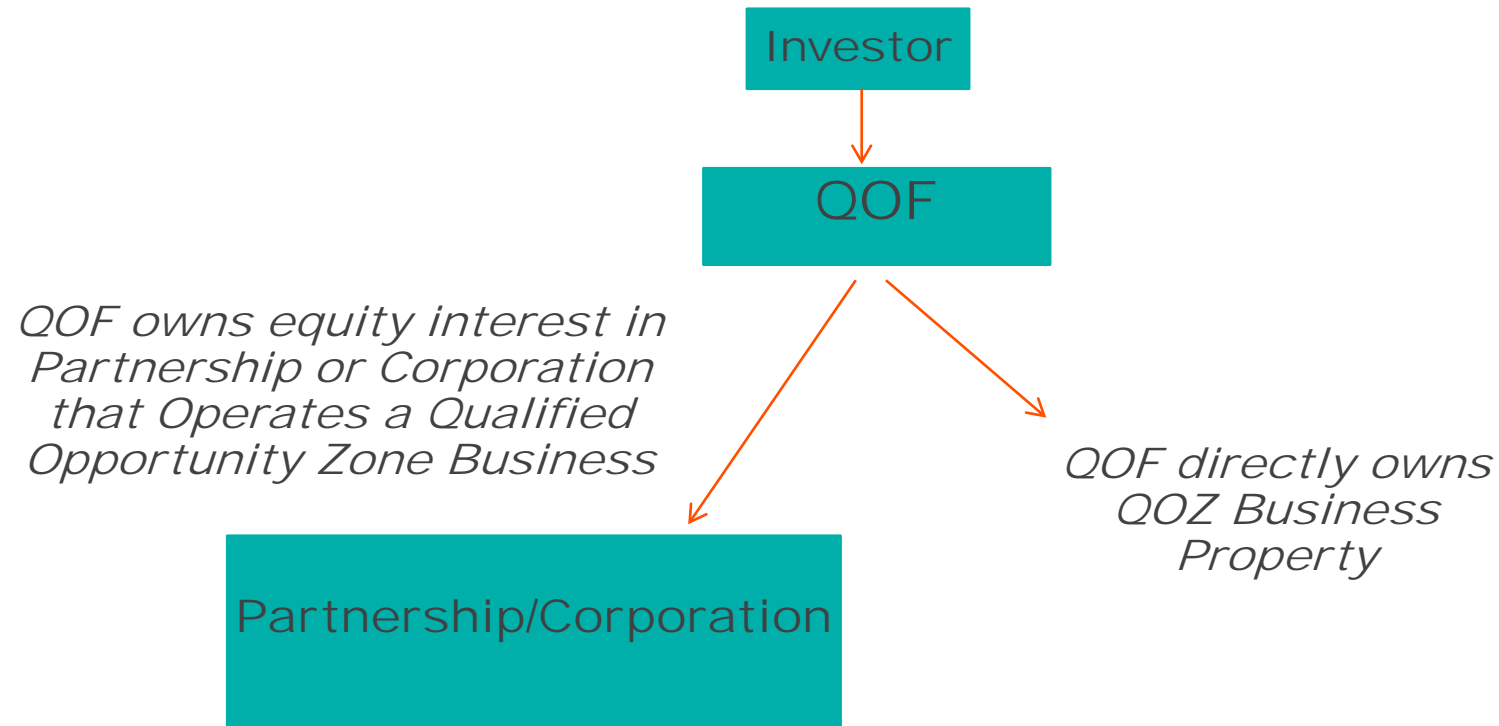 Investor
QOF
QOF owns equity interest in
Partnership or Corporation
that Operates a Qualified
Opportunity Zone Business
QOF directly owns
QOZ Business
Property
Partnership/Corporation